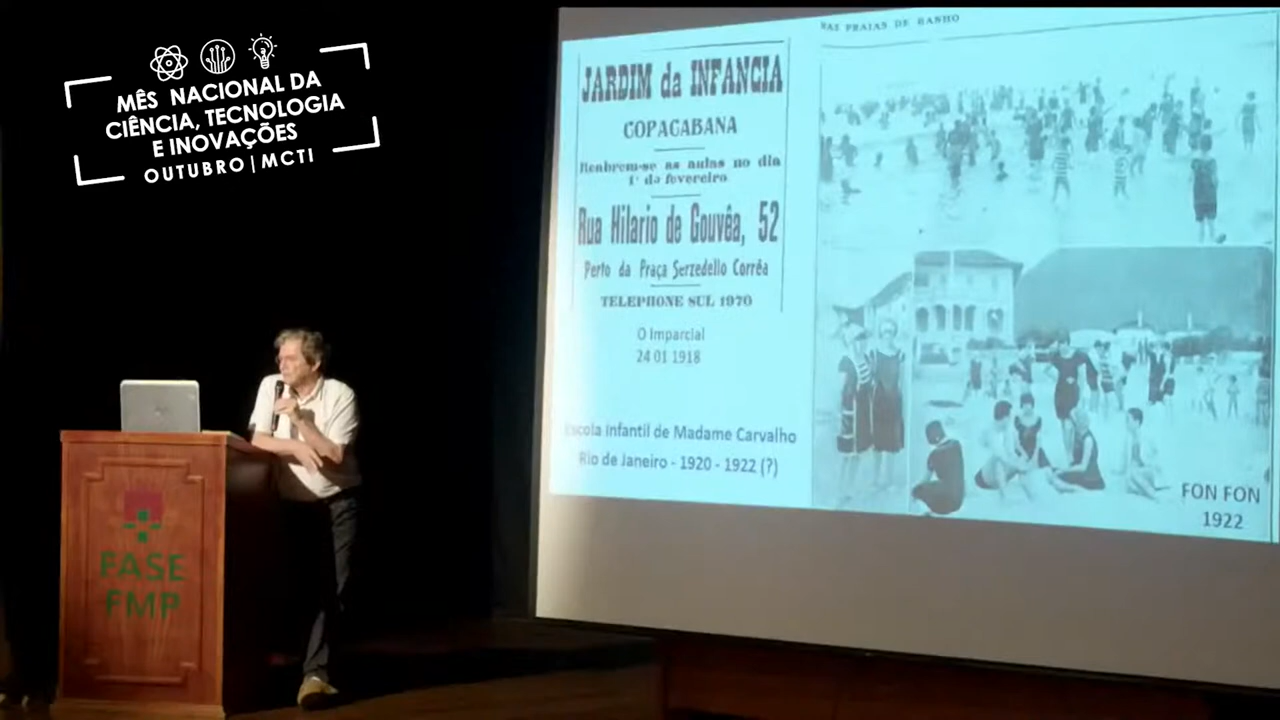 MÊS NACIONAL DA
CIÊNCIA, TECNOLOGIA
E INOVAÇÕES
OUTUBRO | MCTI
FASE
FMP
JARDIM da INFANCIA
COPACABANA
Reabrem-se as aulas no dia
1º de fevereiro
Rua Hilario de Gouvêa, 52
Perto da Praça Serzedello Corrêa
TELEPHONE SUL 1970
O Imparcial
24 01 1918
Escola Infantil de Madame Carvalho
Rio de Janeiro - 1920 - 1922 (?)
NAS PRAIAS DE BANHO
FON FON
1922